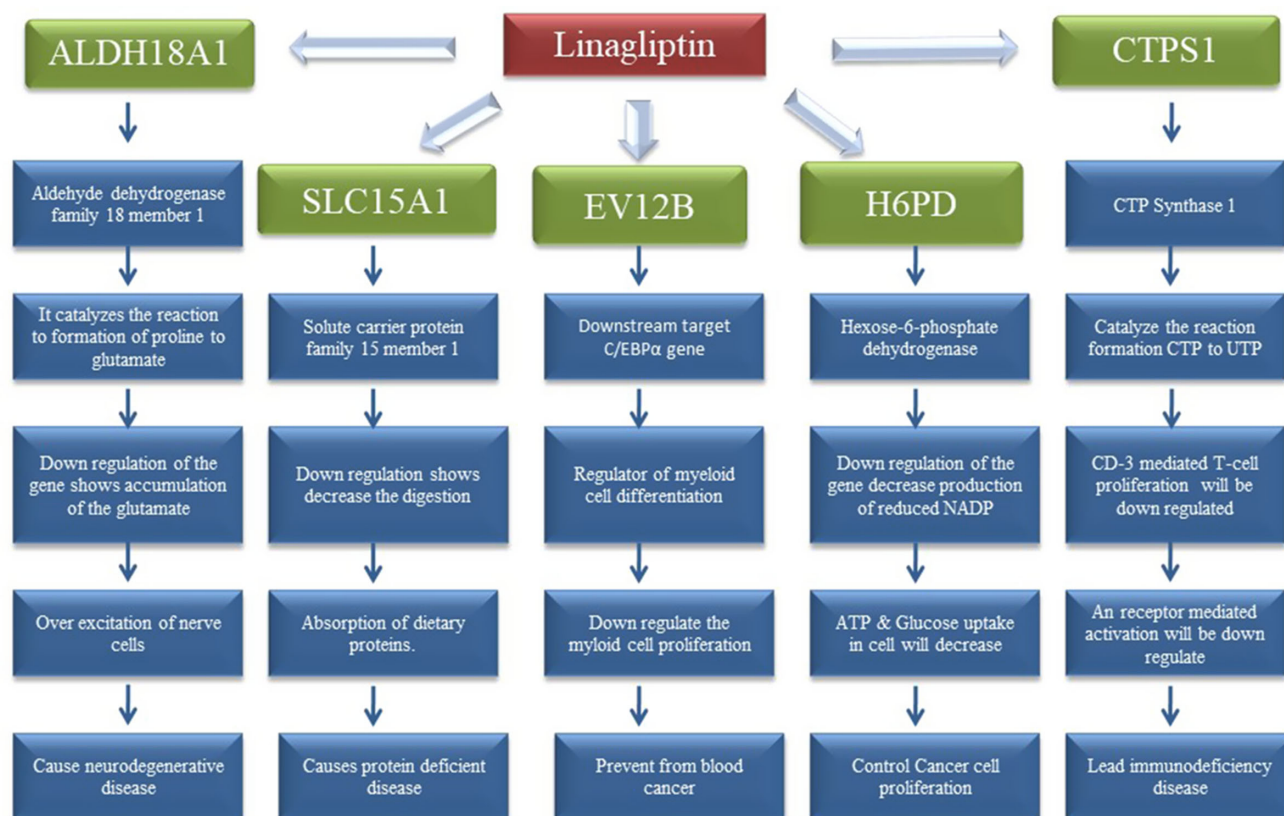 Linagliptin
ALDH18A1
Aldehyde dehydrogenase
family 18 member 1
It catalyzes the reaction
to formation of proline to
glutamate
Down regulation of the
gene shows accumulation
of the glutamate
Over excitation of nerve
cells
Cause neurodegenerative
disease
SLC15A1
Solute carrier protein
family 15 member 1
Down regulation shows
decrease the digestion
Absorption of dietary
proteins.
Causes protein deficient
disease
EV12B
Downstream target
C/EBPα gene
Regulator of myeloid
cell differentiation
Down regulate the
myloid cell proliferation
Prevent from blood
cancer
H6PD
Hexose-6-phosphate
dehydrogenase
Down regulation of the
gene decrease production
of reduced NADP
ATP & Glucose uptake
in cell will decrease
Control Cancer cell
proliferation
CTPS1
CTP Synthase 1
Catalyze the reaction
formation CTP to UTP
CD-3 mediated T-cell
proliferation will be
down regulated
An receptor mediated
activation will be down
regulate
Lead immunodeficiency
disease